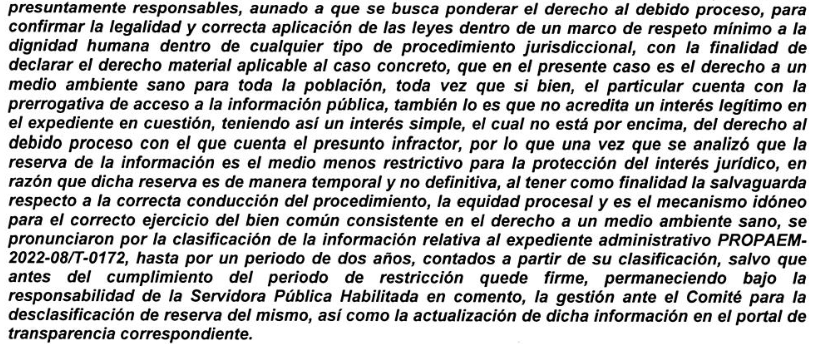 presuntamente responsables, aunado a que se busca ponderar el derecho al debido proceso, para
confirmar la legalidad y correcta aplicación de las leyes dentro de un marco de respeto mínimo a la
dignidad humana dentro de cualquier tipo de procedimiento jurisdiccional, con la finalidad de
declarar el derecho material aplicable al caso concreto, que en el presente caso es el derecho a un
medio ambiente sano para toda la población, toda vez que si bien, el particular cuenta con la
prerrogativa de acceso a la información pública, también lo es que no acredita un interés legítimo en
el expediente en cuestión, teniendo así un interés simple, el cual no está por encima, del derecho al
debido proceso con el que cuenta el presunto infractor, por lo que una vez que se analizó que la
reserva de la información es el medio menos restrictivo para la protección del interés jurídico, en
razón que dicha reserva es de manera temporal y no definitiva, al tener como finalidad la salvaguarda
respecto a la correcta conducción del procedimiento, la equidad procesal y es el mecanismo idóneo
para el correcto ejercicio del bien común consistente en el derecho a un medio ambiente sano, se
pronunciaron por la clasificación de la información relativa al expediente administrativo PROPAEM-
2022-08/T-0172, hasta por un periodo de dos años, contados a partir de su clasificación, salvo que
antes del cumplimiento del periodo de restricción quede firme, permaneciendo bajo la
responsabilidad de la Servidora Pública Habilitada en comento, la gestión ante el Comité para la
desclasificación de reserva del mismo, así como la actualización de dicha información en el portal de
transparencia correspondiente.